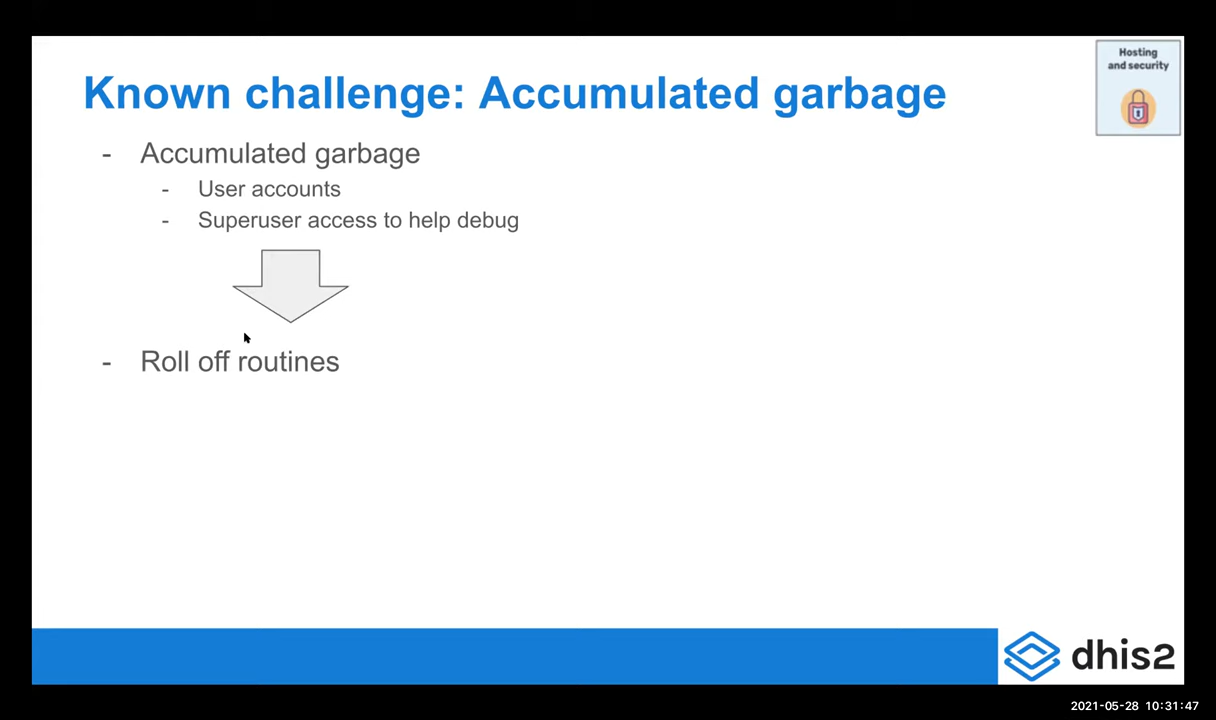 Hosting
and security
Known challenge: Accumulated garbage
- Accumulated garbage
- User accounts
- Superuser access to help debug
- Roll off routines
dhis2
2021-05-28 10:31:47